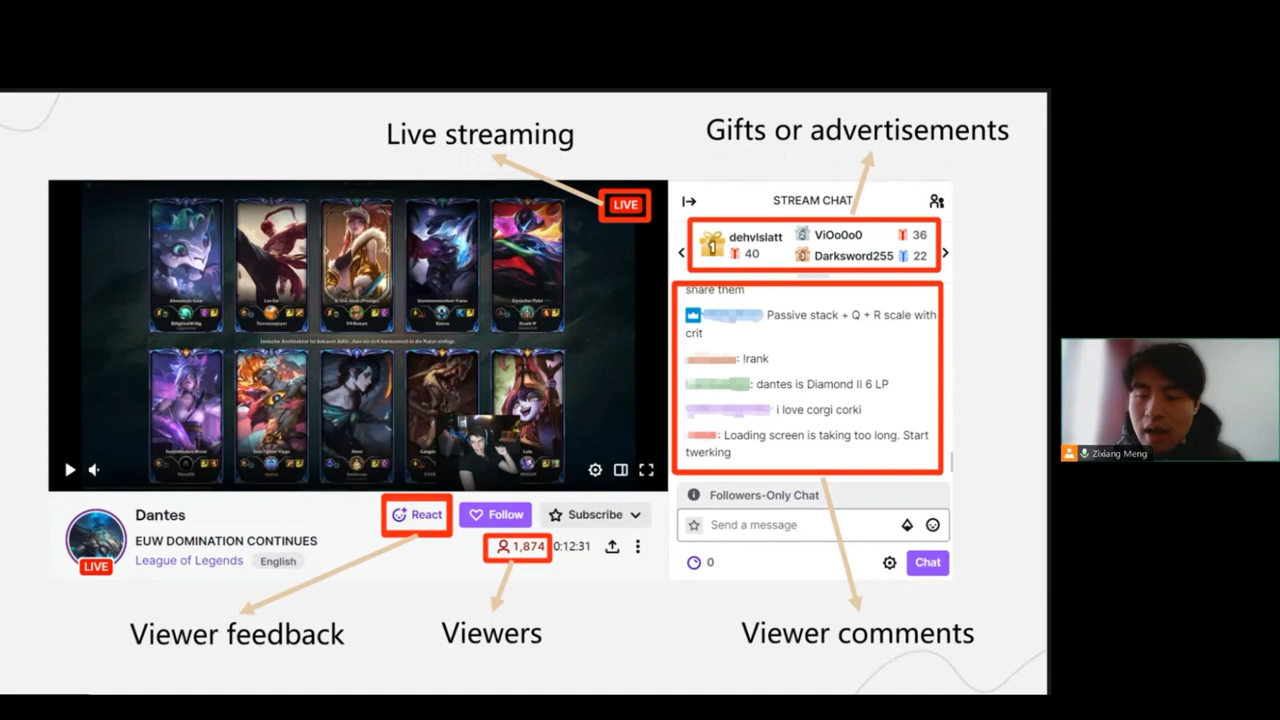 Live streaming
Gifts or advertisements
LIVE
STREAM CHAT
1 dehvlslatt 40
2 ViOo0o0 36
3 Darksword255 22
share them
Passive stack + Q + R scale with
crit
: !rank
: dantes is Diamond II 6 LP
i love corgi corki
: Loading screen is taking too long. Start
twerking
Followers-Only Chat
Send a message
0
Chat
Dantes
EUW DOMINATION CONTINUES
League of Legends English
LIVE
React
Follow
Subscribe
1,874 0:12:31
Viewer feedback
Viewers
Viewer comments
Zixiang Meng